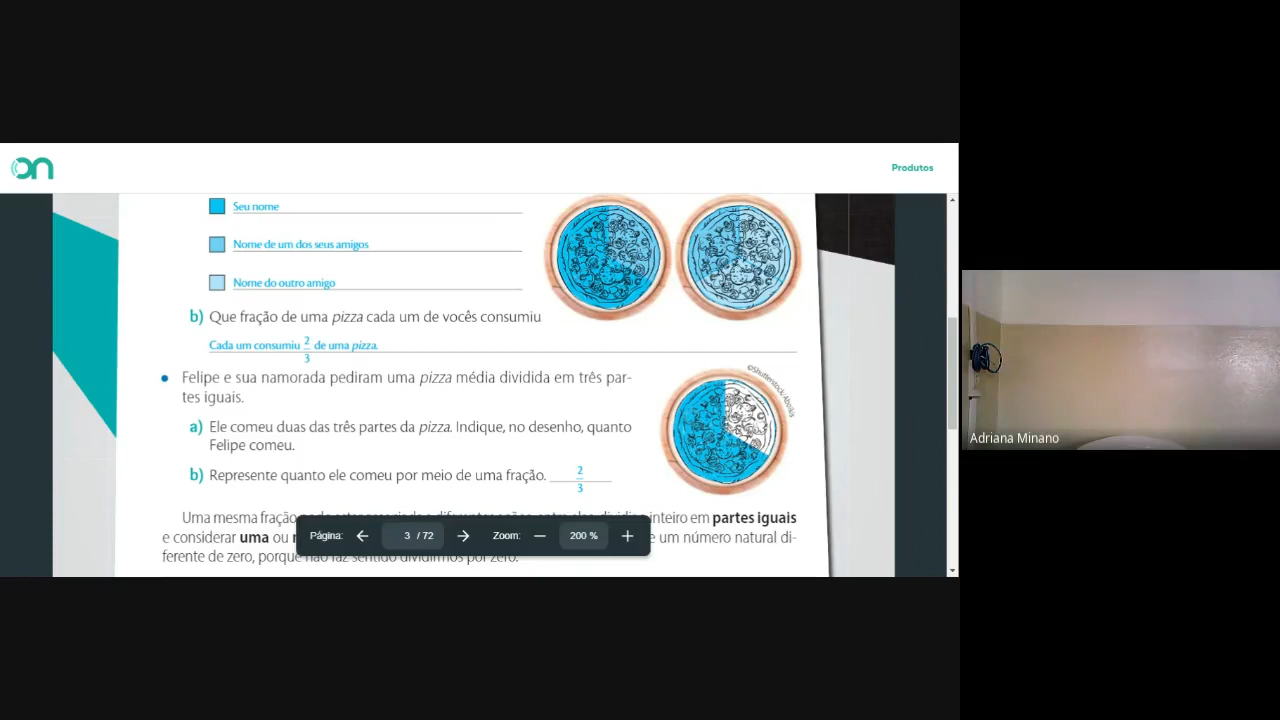 on
Produtos
Seu nome
Nome de um dos seus amigos
Nome do outro amigo
b) Que fração de uma pizza cada um de vocês consumiu
Cada um consumiu 2/3 de uma pizza.
©Shutterstock/Abolos
• Felipe e sua namorada pediram uma pizza média dividida em três par-
tes iguais.
a) Ele comeu duas das três partes da pizza. Indique, no desenho, quanto
Felipe comeu.
b) Represente quanto ele comeu por meio de uma fração. 2/3
Uma mesma fração inteiro em partes iguais
e considerar uma ou e um número natural di-
ferente de zero, porque não faz sentido dividirmos por zero.
Página: 3 / 72 Zoom: 200 %
Adriana Minano